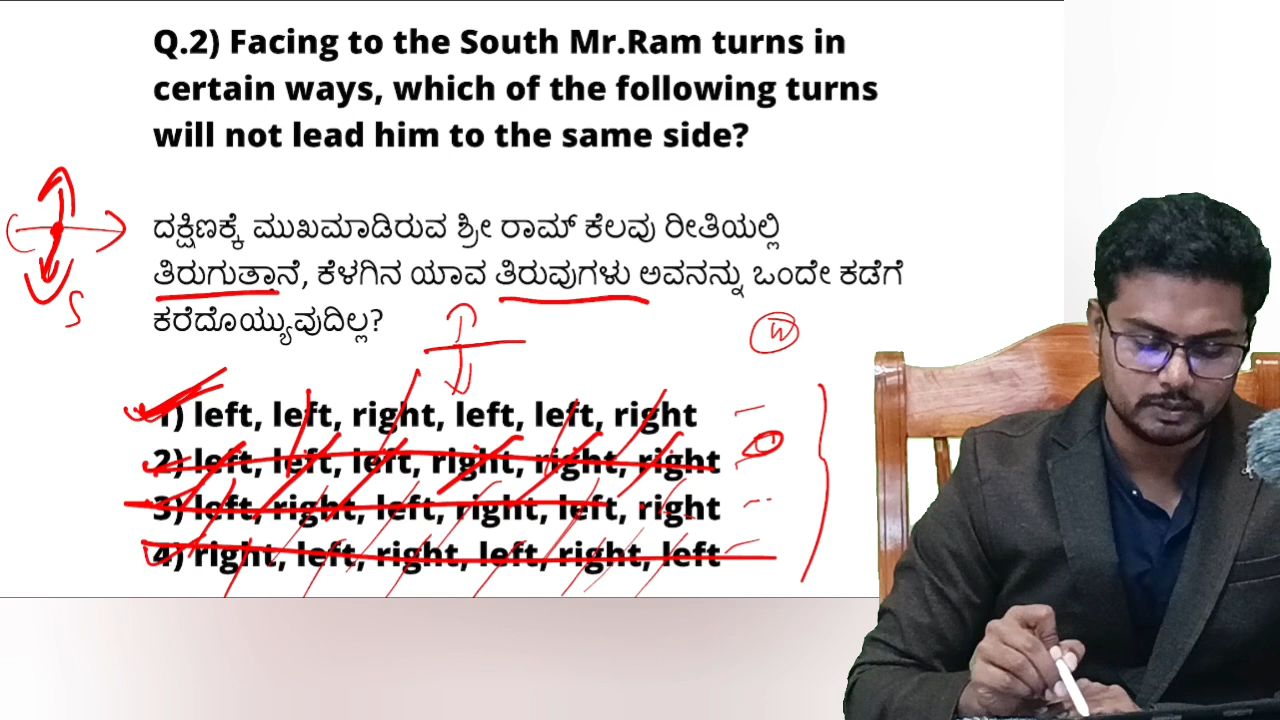 Q.2) Facing to the South Mr.Ram turns in
certain ways, which of the following turns
will not lead him to the same side?
ದಕ್ಷಿಣಕ್ಕೆ ಮುಖಮಾಡಿರುವ ಶ್ರೀ ರಾಮ್ ಕೆಲವು ರೀತಿಯಲ್ಲಿ
ತಿರುಗುತ್ತಾನೆ, ಕೆಳಗಿನ ಯಾವ ತಿರುವುಗಳು ಅವನನ್ನು ಒಂದೇ ಕಡೆಗೆ
ಕರೆದೊಯ್ಯುವುದಿಲ್ಲ?
S
W
1) left, left, right, left, left, right
2) left, left, left, right, right, right
3) left, right, left, right, left, right
4) right, left, right, left, right, left